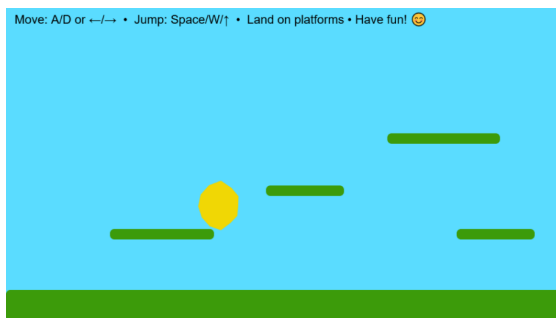 Move: A/D or ←/→ • Jump: Space/W/↑ • Land on platforms • Have fun! 😊